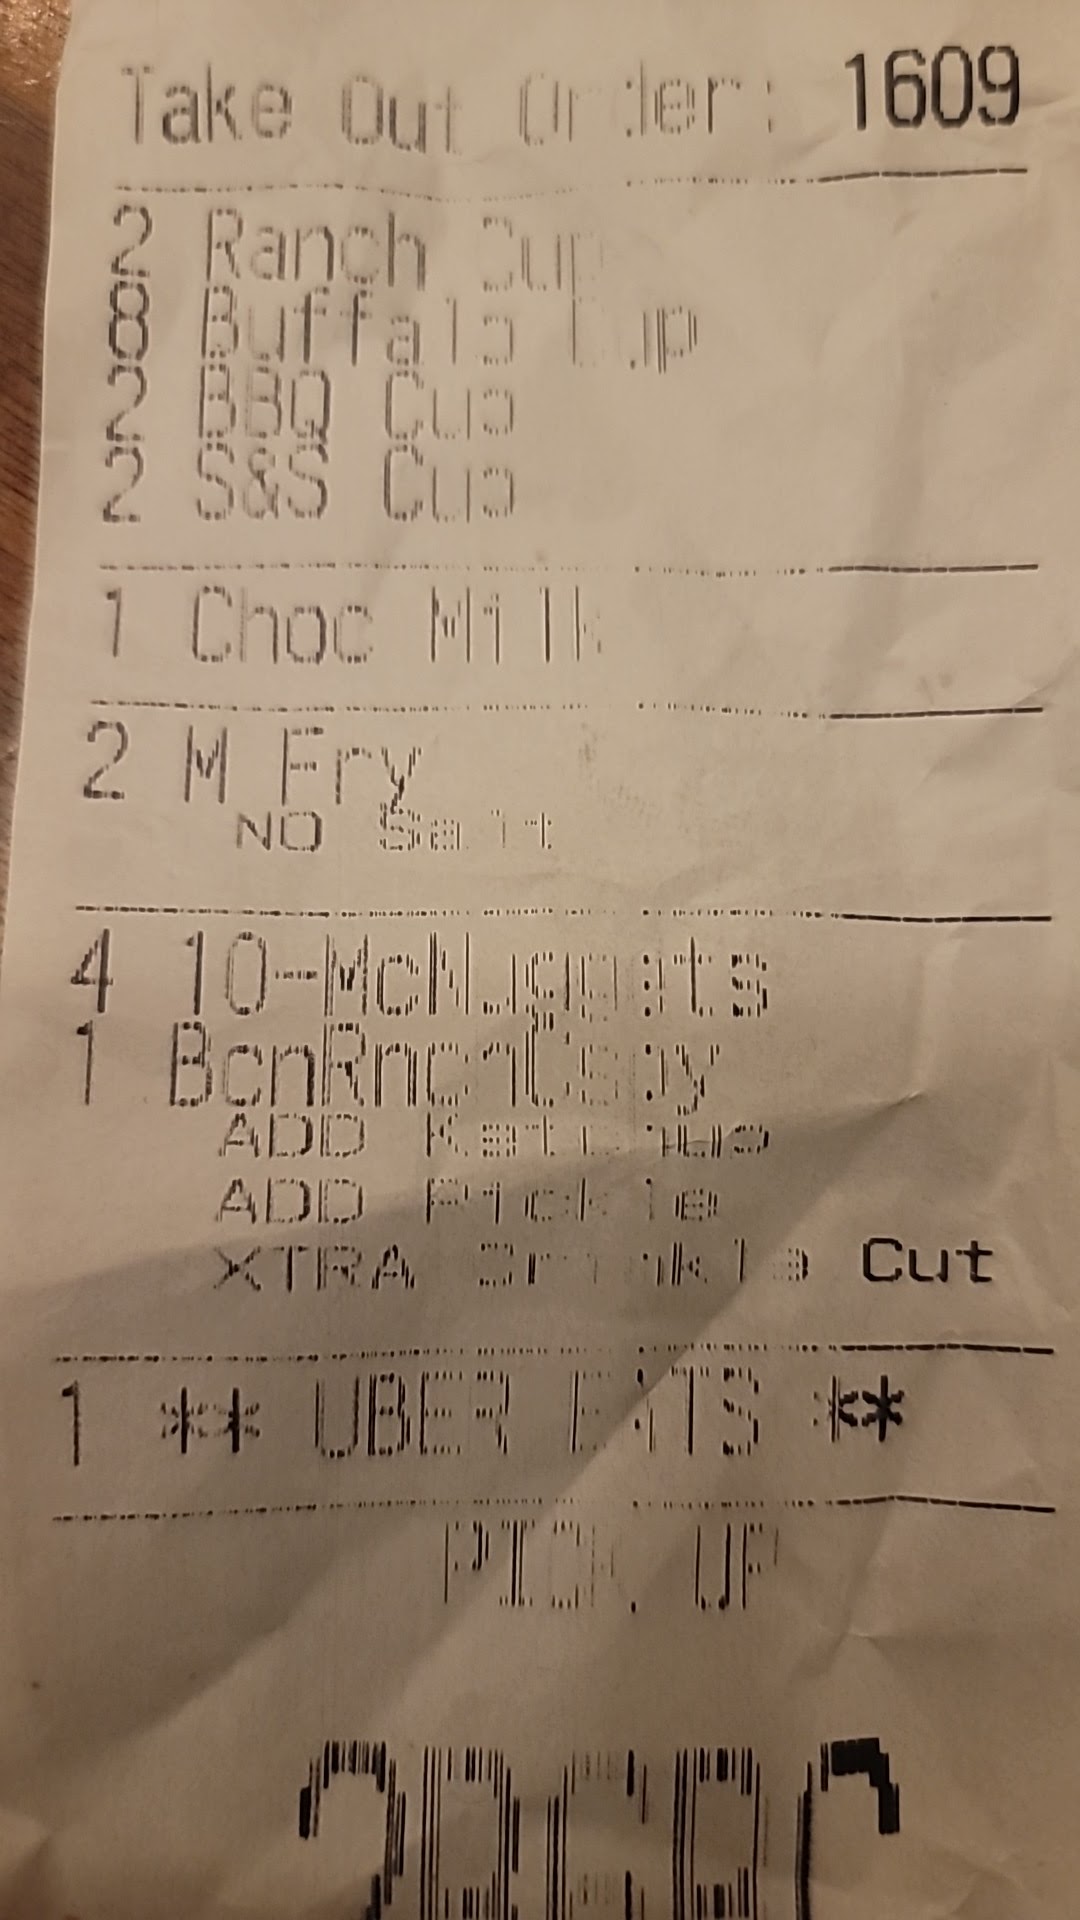 Take Out Order: 1609
2 Ranch Cup
8 Buffalo Cup
2 BBQ Cup
2 S&S Cup
1 Choc Milk
2 M Fry
NO Salt
4 10-McNuggets
1 BcnRnchCspy
ADD Ketchup
ADD Pickle
XTRA Crinkle Cut
1 ** UBER EATS **
PICK UP